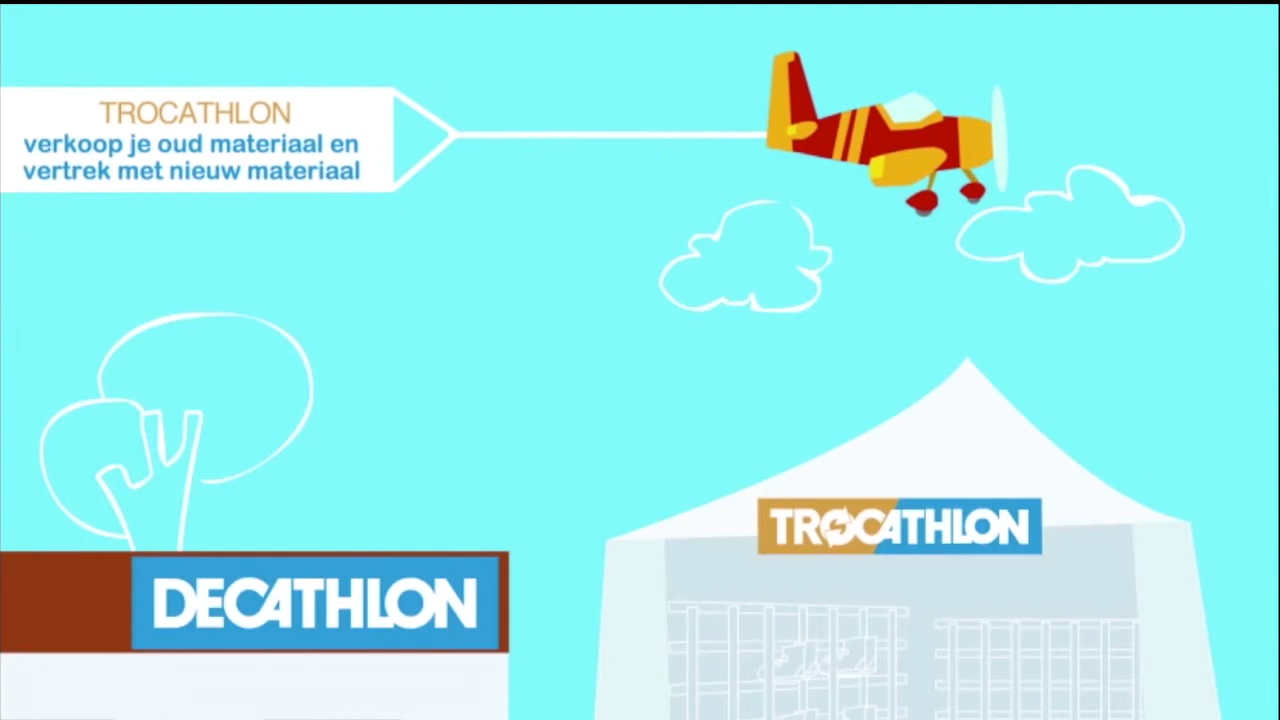 TROCATHLON
verkoop je oud materiaal en
vertrek met nieuw materiaal
TROCATHLON
DECATHLON